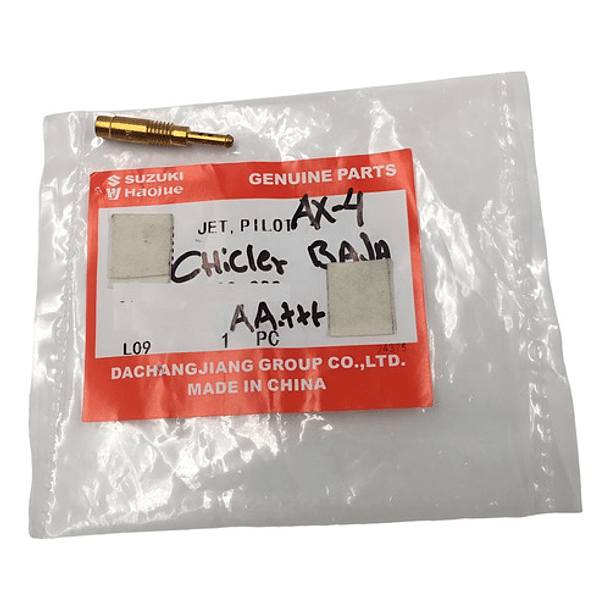 SUZUKI
HAOJUE
GENUINE PARTS
JET, PILOT AX-4
CHicler BAJA
AA.+++
L09 1 PC
DACHANGJIANG GROUP CO.,LTD.
MADE IN CHINA